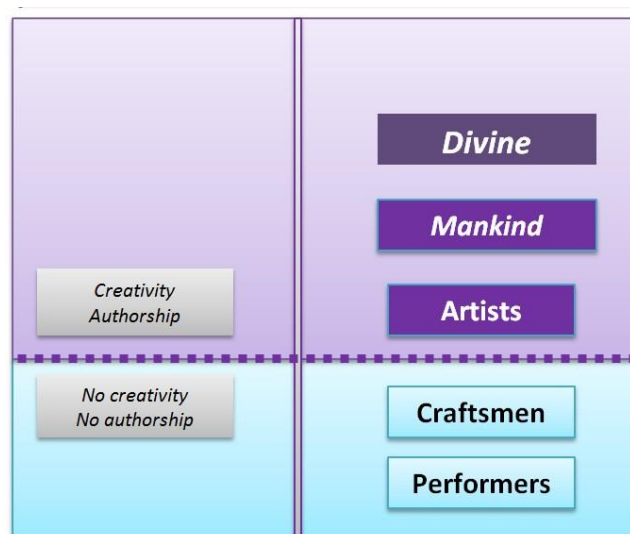 Divine
Mankind
Creativity
Authorship
Artists
No creativity
No authorship
Craftsmen
Performers